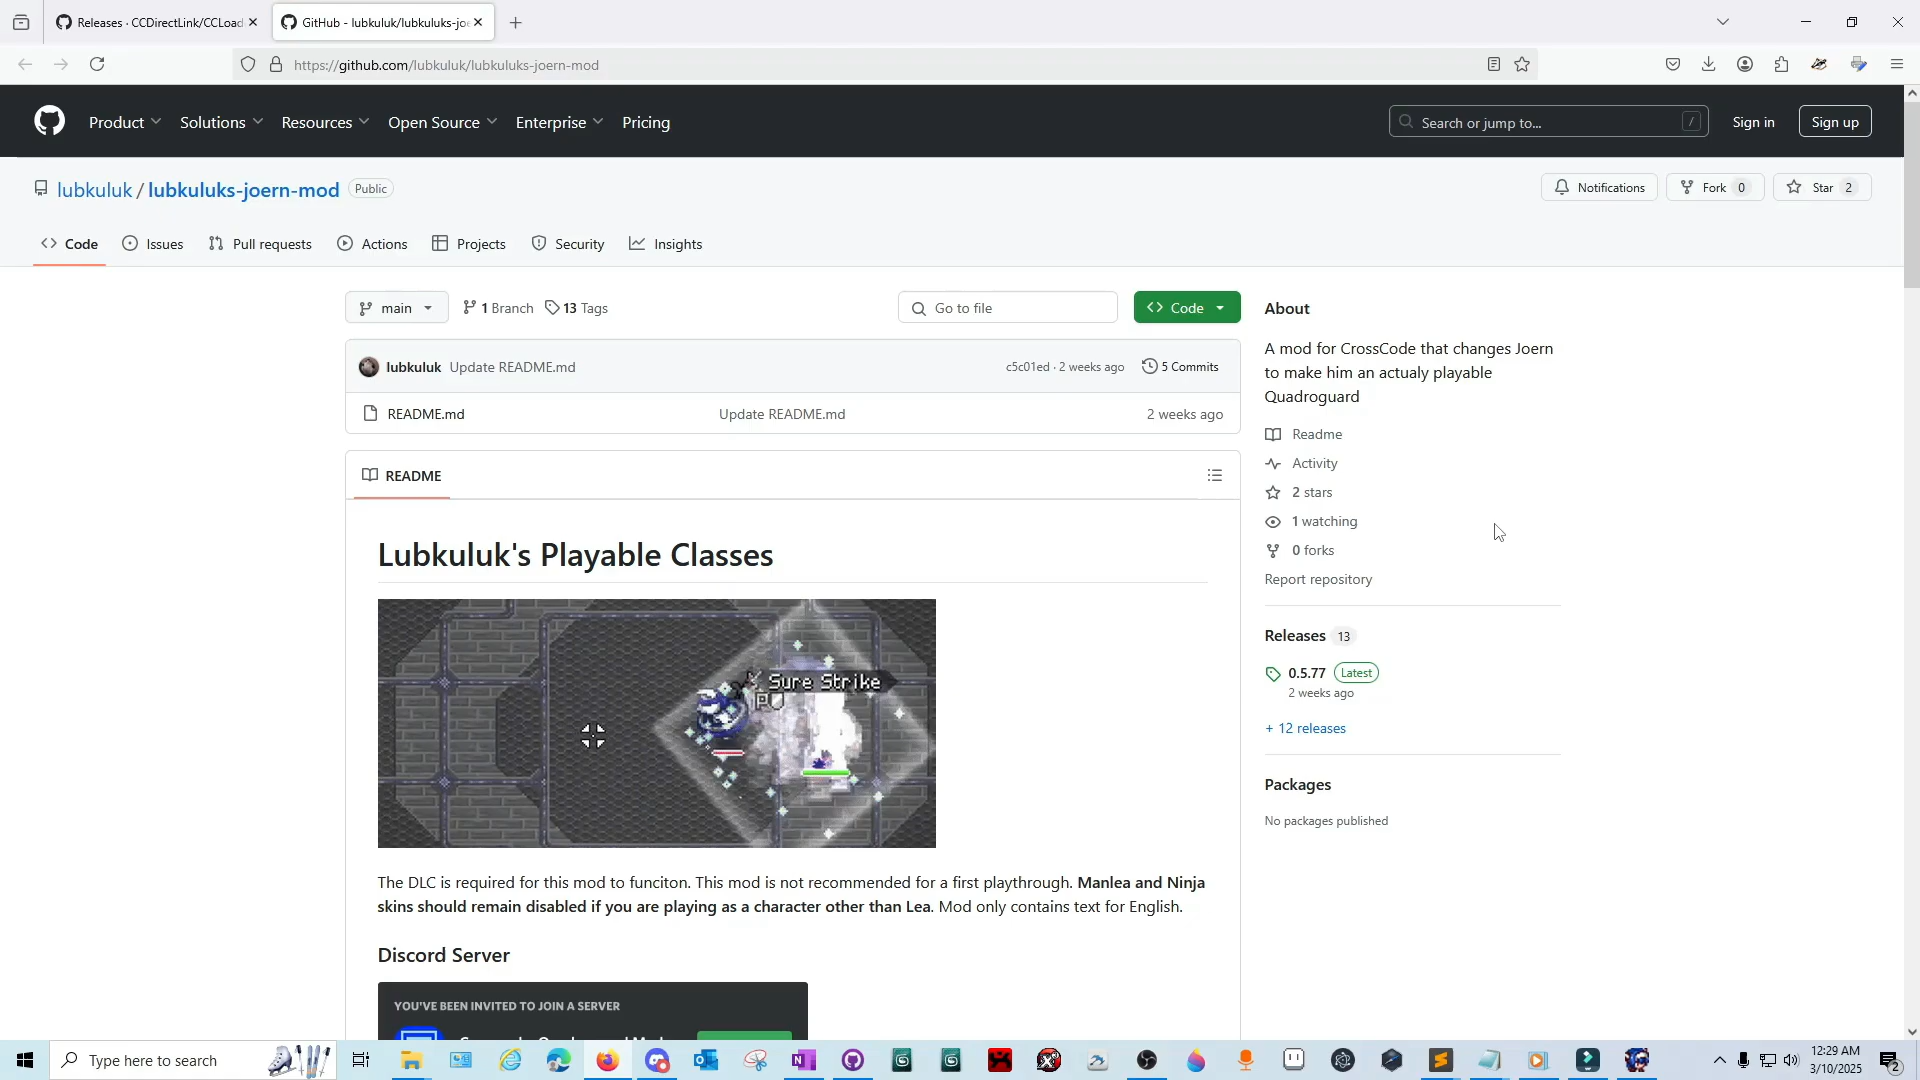 Releases · CCDirectLink/CCLoad
GitHub - lubkuluk/lubkuluks-joe
https://github.com/lubkuluk/lubkuluks-joern-mod
Product Solutions Resources Open Source Enterprise Pricing
Search or jump to... /
Sign in
Sign up
lubkuluk / lubkuluks-joern-mod Public
Notifications
Fork 0
Star 2
Code Issues Pull requests Actions Projects Security Insights
main 1 Branch 13 Tags
Go to file
Code
lubkuluk Update README.md c5c01ed · 2 weeks ago 5 Commits
README.md Update README.md 2 weeks ago
README
Lubkuluk's Playable Classes
Sure Strike
The DLC is required for this mod to funciton. This mod is not recommended for a first playthrough. Manlea and Ninja
skins should remain disabled if you are playing as a character other than Lea. Mod only contains text for English.
Discord Server
YOU'VE BEEN INVITED TO JOIN A SERVER
About
A mod for CrossCode that changes Joern
to make him an actualy playable
Quadroguard
Readme
Activity
2 stars
1 watching
0 forks
Report repository
Releases 13
0.5.77 Latest
2 weeks ago
+ 12 releases
Packages
No packages published
Type here to search
12:29 AM
3/10/2025
2